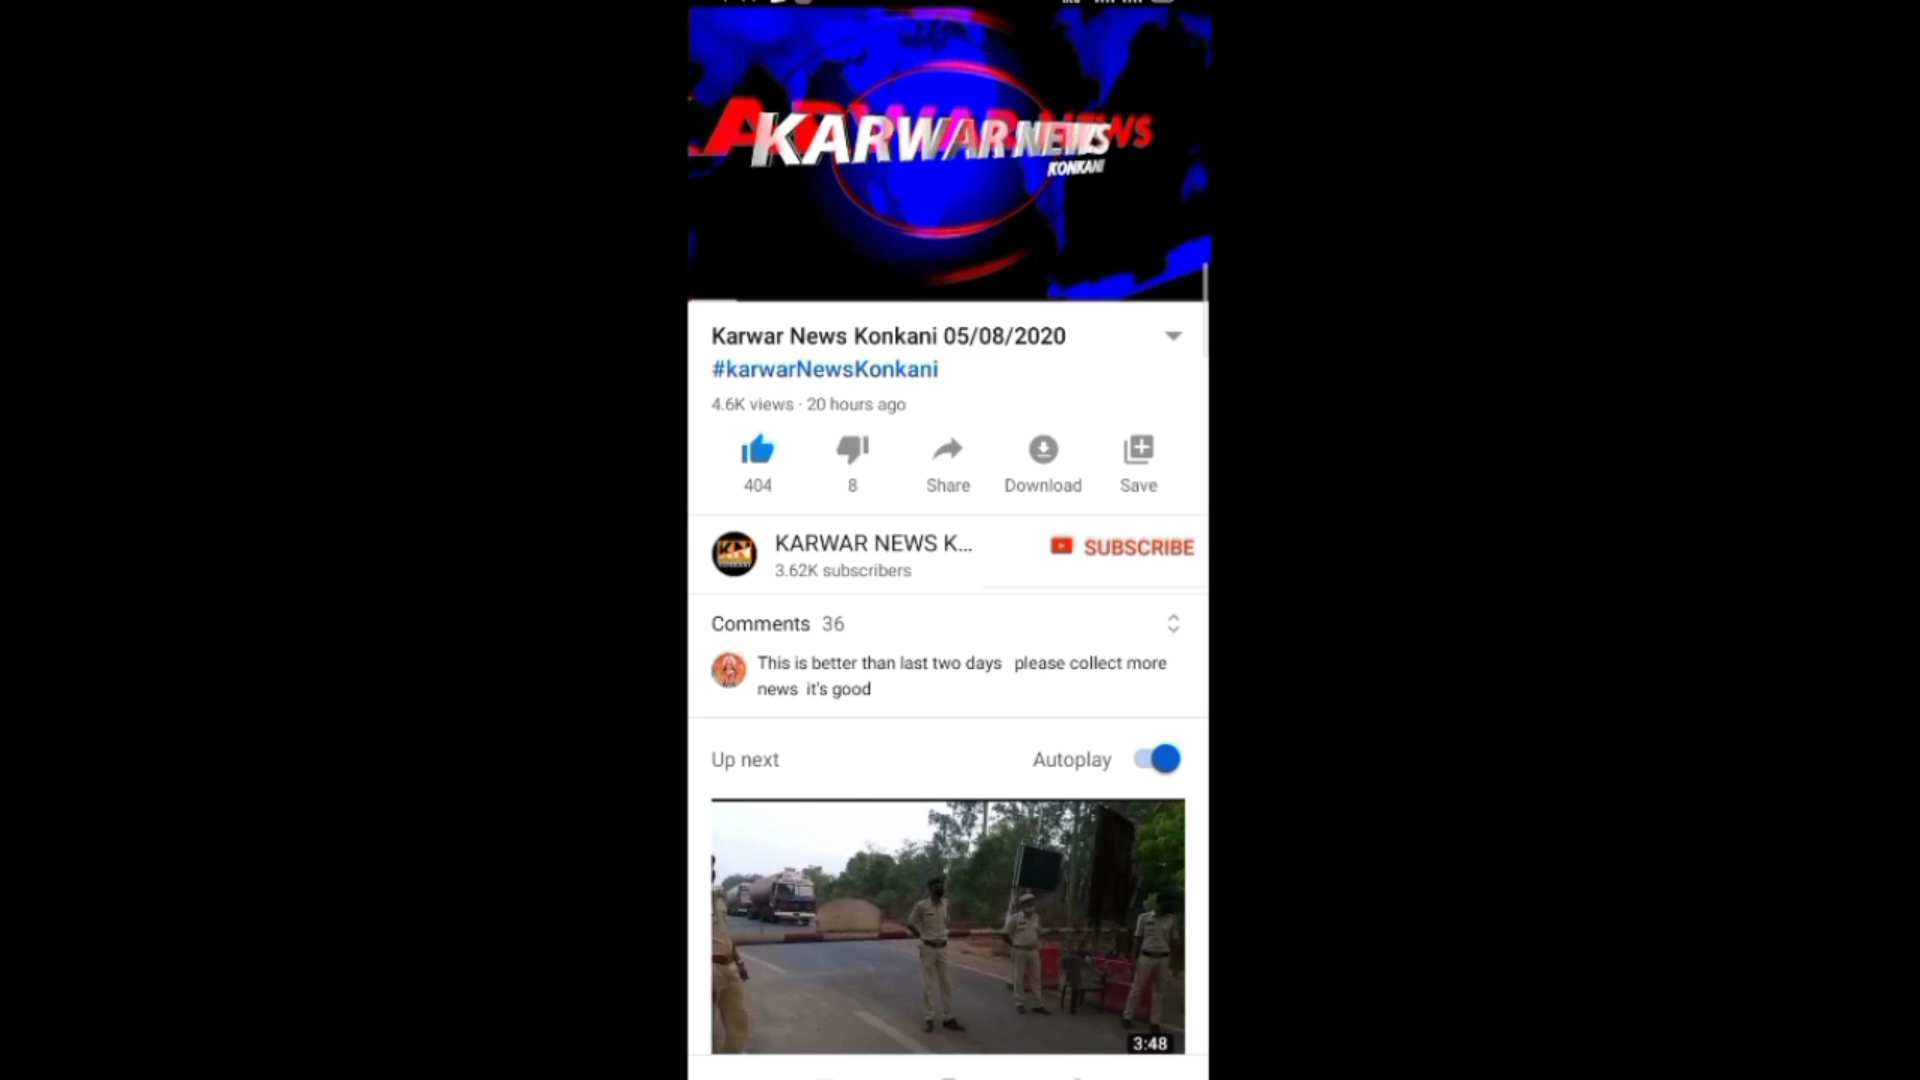 KARWAR NEWS
KONKANI
Karwar News Konkani 05/08/2020
#karwarNewsKonkani
4.6K views · 20 hours ago
404
8
Share
Download
Save
KARWAR NEWS K...
3.62K subscribers
SUBSCRIBE
Comments 36
This is better than last two days please collect more
news it's good
Up next
Autoplay
3:48